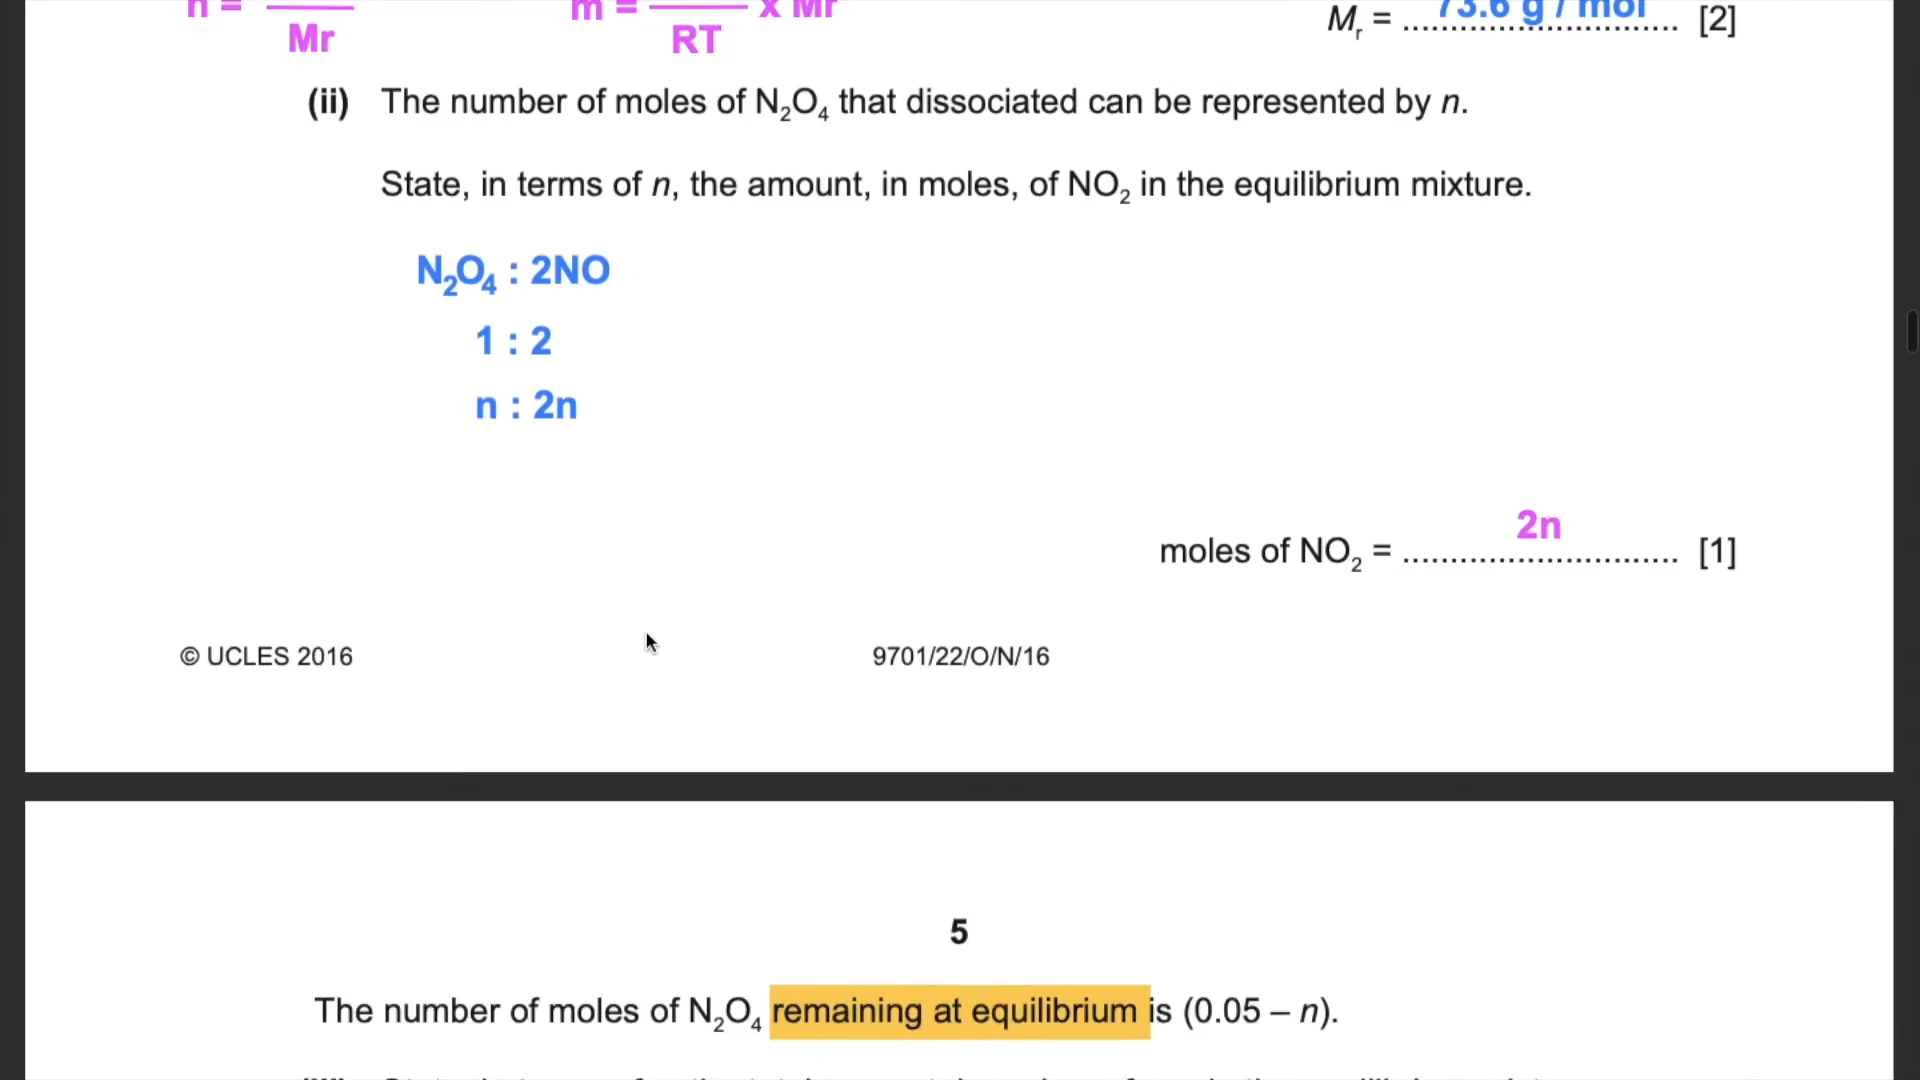 n =
Mr
m = x Mr
RT
Mr = 73.6 g / mol [2]
(ii) The number of moles of N₂O₄ that dissociated can be represented by n.
State, in terms of n, the amount, in moles, of NO₂ in the equilibrium mixture.
N₂O₄ : 2NO
1 : 2
n : 2n
2n
moles of NO₂ = ............................. [1]
© UCLES 2016 9701/22/O/N/16
5
The number of moles of N₂O₄ remaining at equilibrium is (0.05 – n).